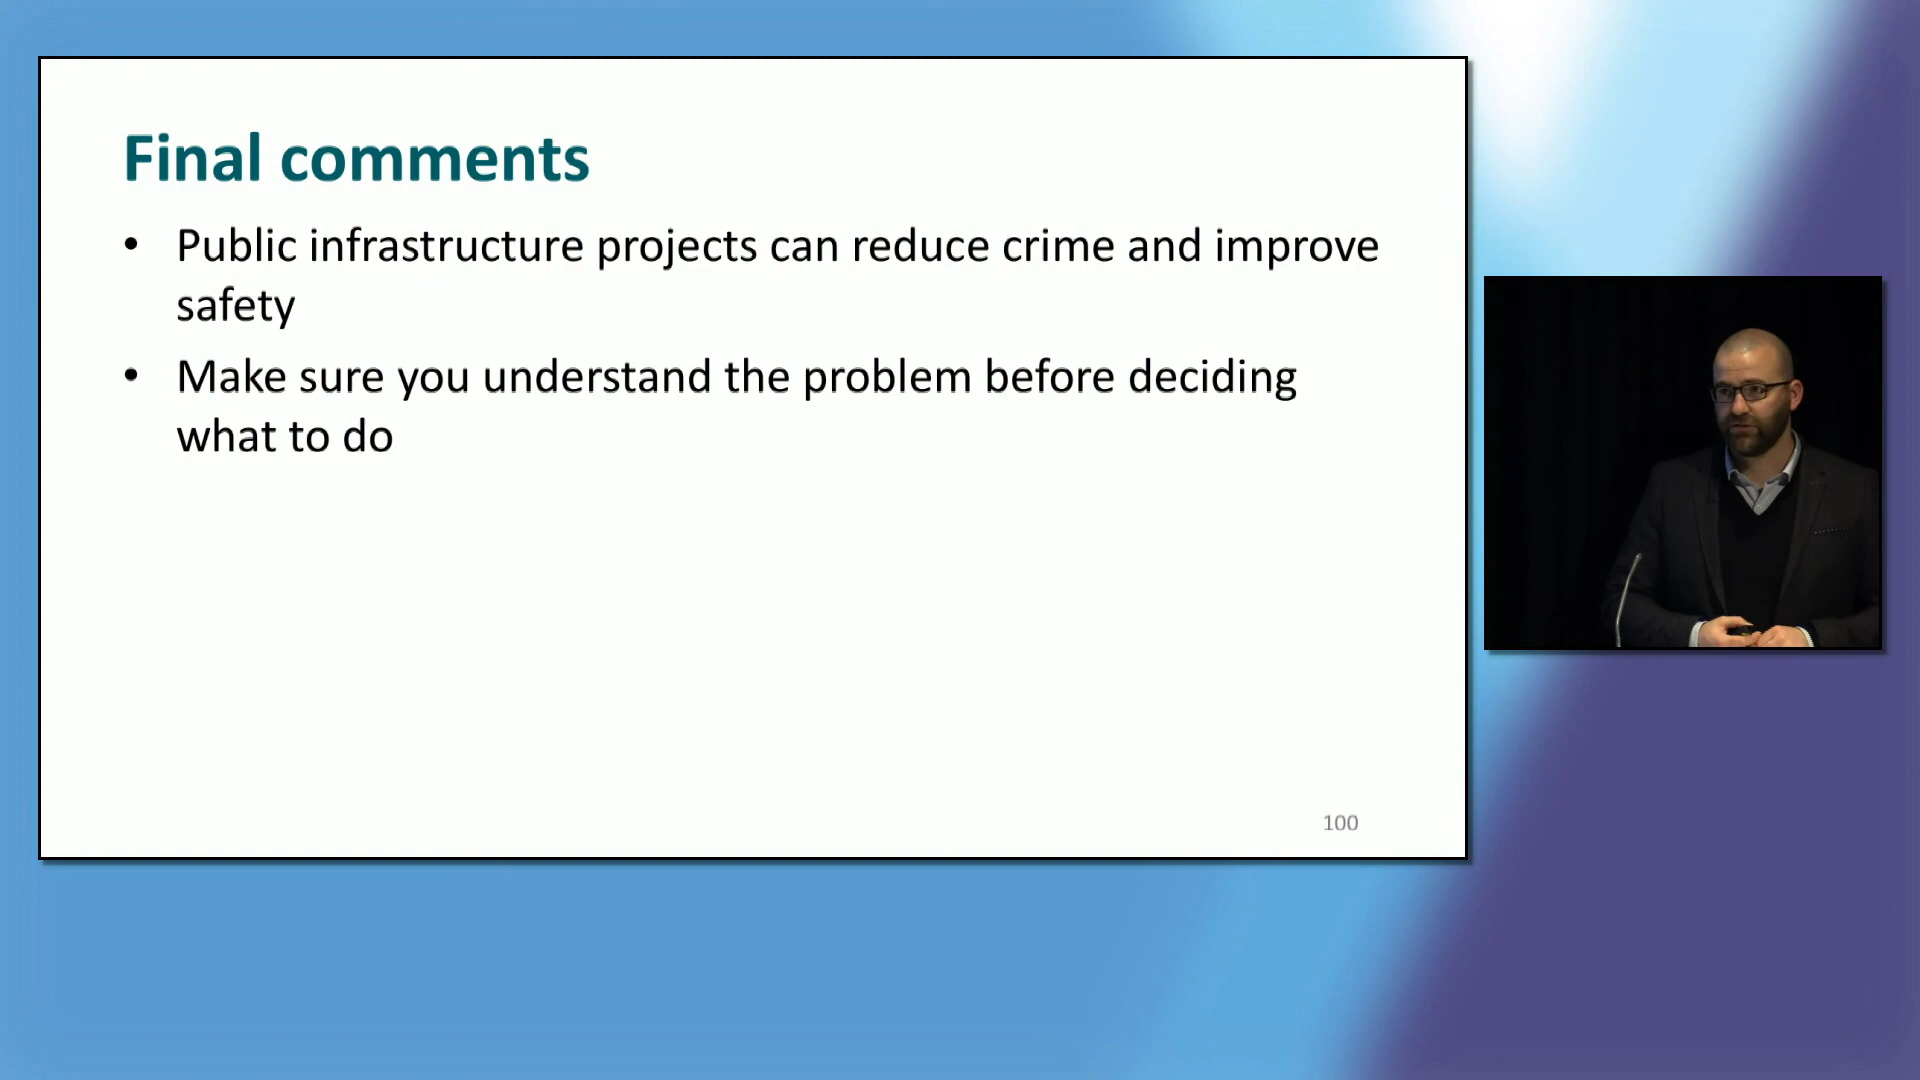 Final comments
• Public infrastructure projects can reduce crime and improve
safety
• Make sure you understand the problem before deciding
what to do
100